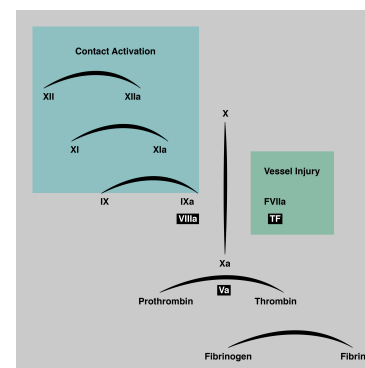 Contact Activation
XII XIIa
X
XI XIa
Vessel Injury
IX IXa
FVIIa
VIIIa
TF
Xa
Va
Prothrombin Thrombin
Fibrinogen Fibrin